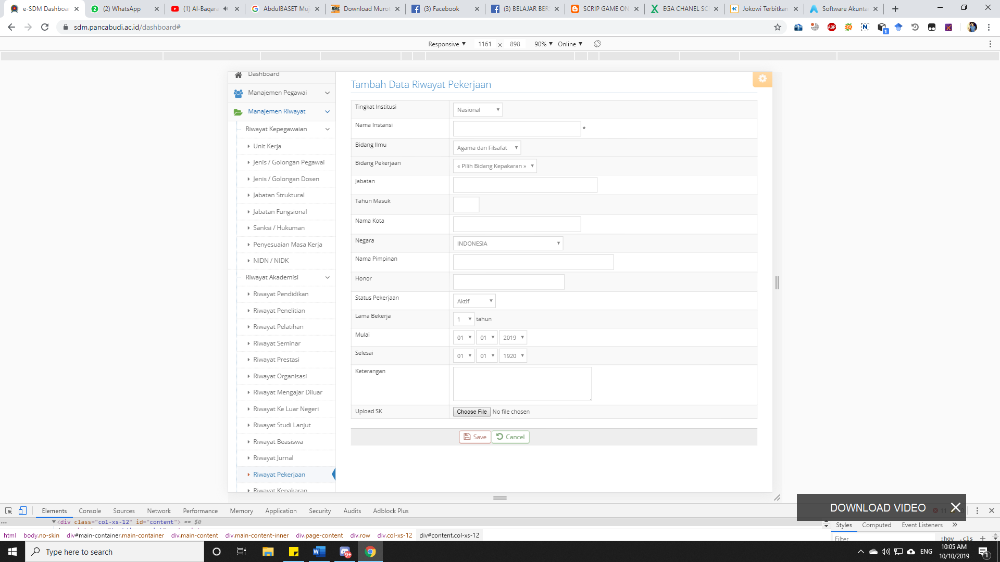 e-SDM Dashboa
(2) WhatsApp
(1) Al-Baqara
AbdulBASET Muj
Download Murot
(3) Facebook
(3) BELAJAR BER
SCRIP GAME ON
EGA CHANEL SC
Jokowi Terbitkan
Software Akunta
sdm.pancabudi.ac.id/dashboard#
Responsive ▼ 1161 x 898 90% ▼ Online ▼
Dashboard
Manajemen Pegawai
Manajemen Riwayat
Riwayat Kepegawaian
Unit Kerja
Jenis / Golongan Pegawai
Jenis / Golongan Dosen
Jabatan Struktural
Jabatan Fungsional
Sanksi / Hukuman
Penyesuaian Masa Kerja
NIDN / NIDK
Riwayat Akademisi
Riwayat Pendidikan
Riwayat Penelitian
Riwayat Pelatihan
Riwayat Seminar
Riwayat Prestasi
Riwayat Organisasi
Riwayat Mengajar Diluar
Riwayat Ke Luar Negeri
Riwayat Studi Lanjut
Riwayat Beasiswa
Riwayat Jurnal
Riwayat Pekerjaan
Riwayat Kepakaran
Tambah Data Riwayat Pekerjaan
Tingkat Institusi Nasional
Nama Instansi *
Bidang Ilmu Agama dan Filsafat
Bidang Pekerjaan « Pilih Bidang Kepakaran »
Jabatan
Tahun Masuk
Nama Kota
Negara INDONESIA
Nama Pimpinan
Honor
Status Pekerjaan Aktif
Lama Bekerja 1 tahun
Mulai 01 01 2019
Selesai 01 01 1920
Keterangan
Upload SK Choose File No file chosen
Save Cancel
DOWNLOAD VIDEO
Elements Console Sources Network Performance Memory Application Security Audits Adblock Plus
<div class="col-xs-12" id="content"> == $0
html body.no-skin div#main-container.main-container div.main-content div.main-content-inner div.page-content div.row div.col-xs-12 div#content.col-xs-12
Styles Computed Event Listeners »
Filter :hov .cls +
Type here to search
ENG
10:05 AM
10/10/2019